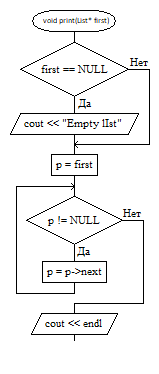 void print(List* first)
first == NULL
Нет
Да
cout << "Empty lIst"
p = first
p != NULL
Нет
Да
p = p->next
cout << endl